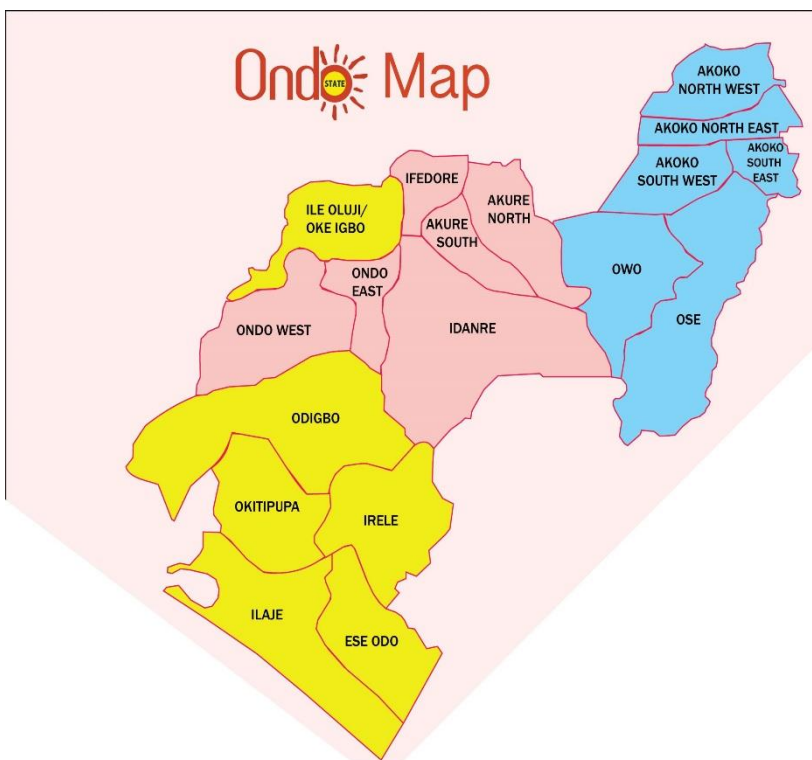 Ondo STATE Map
AKOKO
NORTH WEST
AKOKO NORTH EAST
AKOKO
SOUTH WEST
AKOKO
SOUTH
EAST
IFEDORE
AKURE
NORTH
ILE OLUJI/
OKE IGBO
AKURE
SOUTH
ONDO
EAST
OWO
OSE
ONDO WEST
IDANRE
ODIGBO
OKITIPUPA
IRELE
ILAJE
ESE ODO